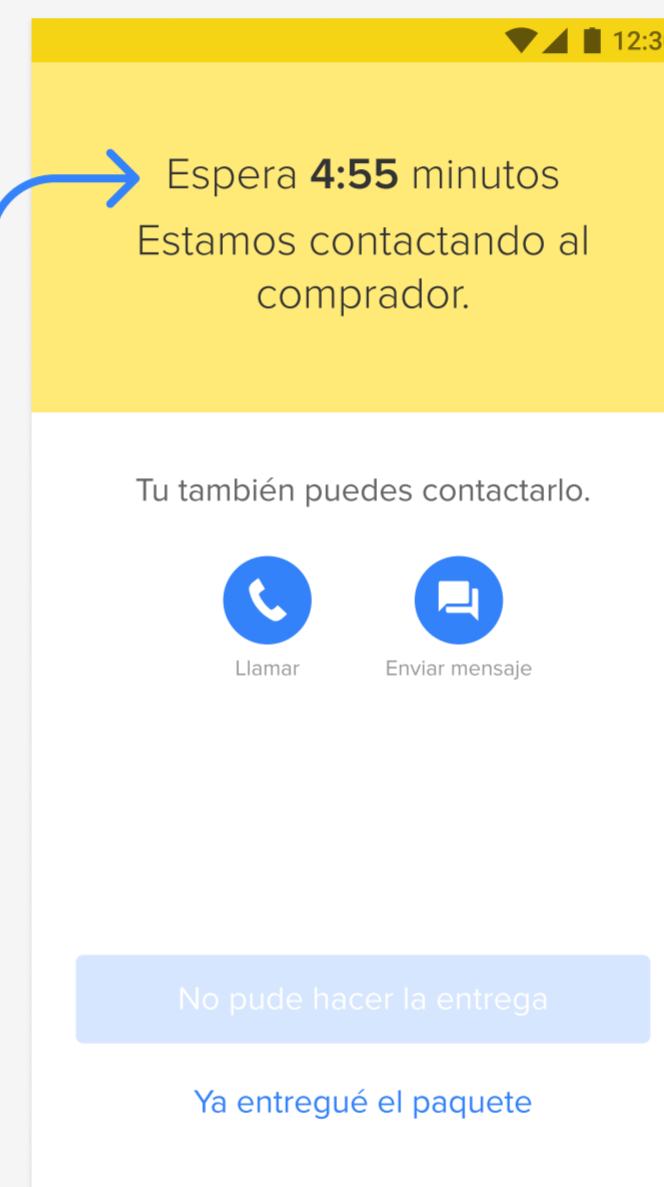 12:3
Espera 4:55 minutos
Estamos contactando al
comprador.
Tu también puedes contactarlo.
Llamar
Enviar mensaje
No pude hacer la entrega
Ya entregué el paquete